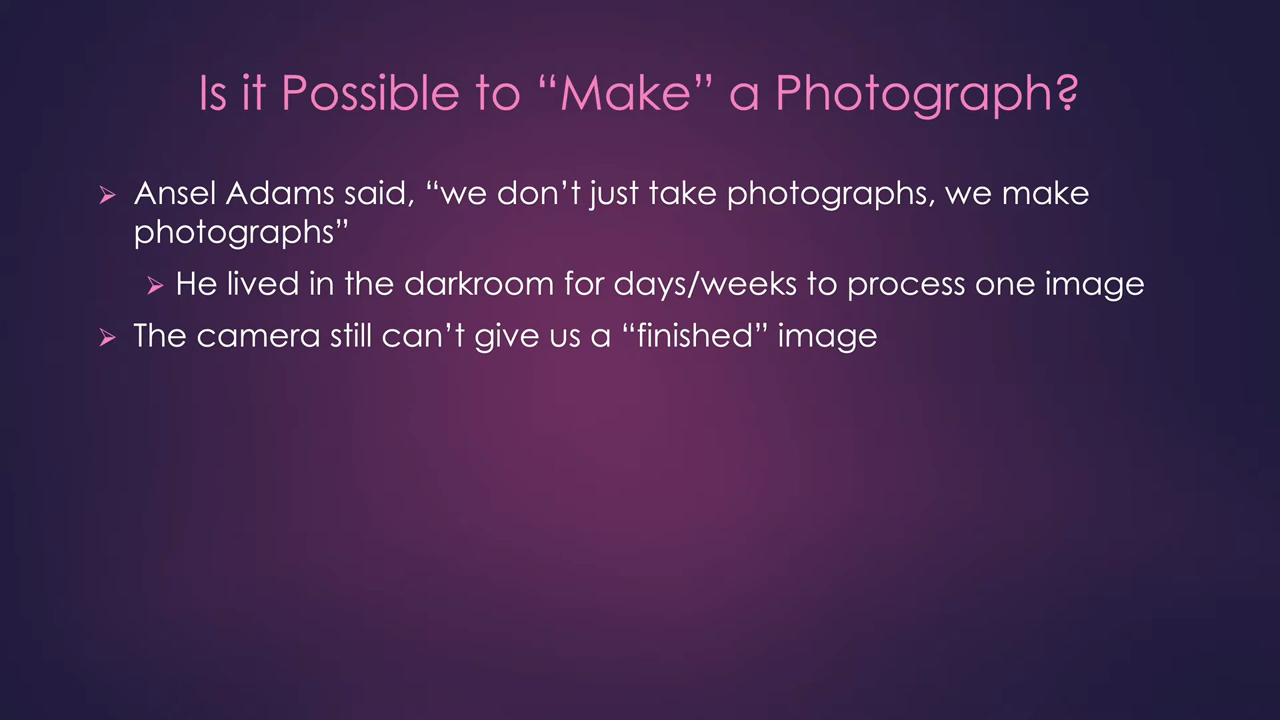 Is it Possible to “Make” a Photograph?
Ansel Adams said, “we don’t just take photographs, we make
photographs”
He lived in the darkroom for days/weeks to process one image
The camera still can’t give us a “finished” image